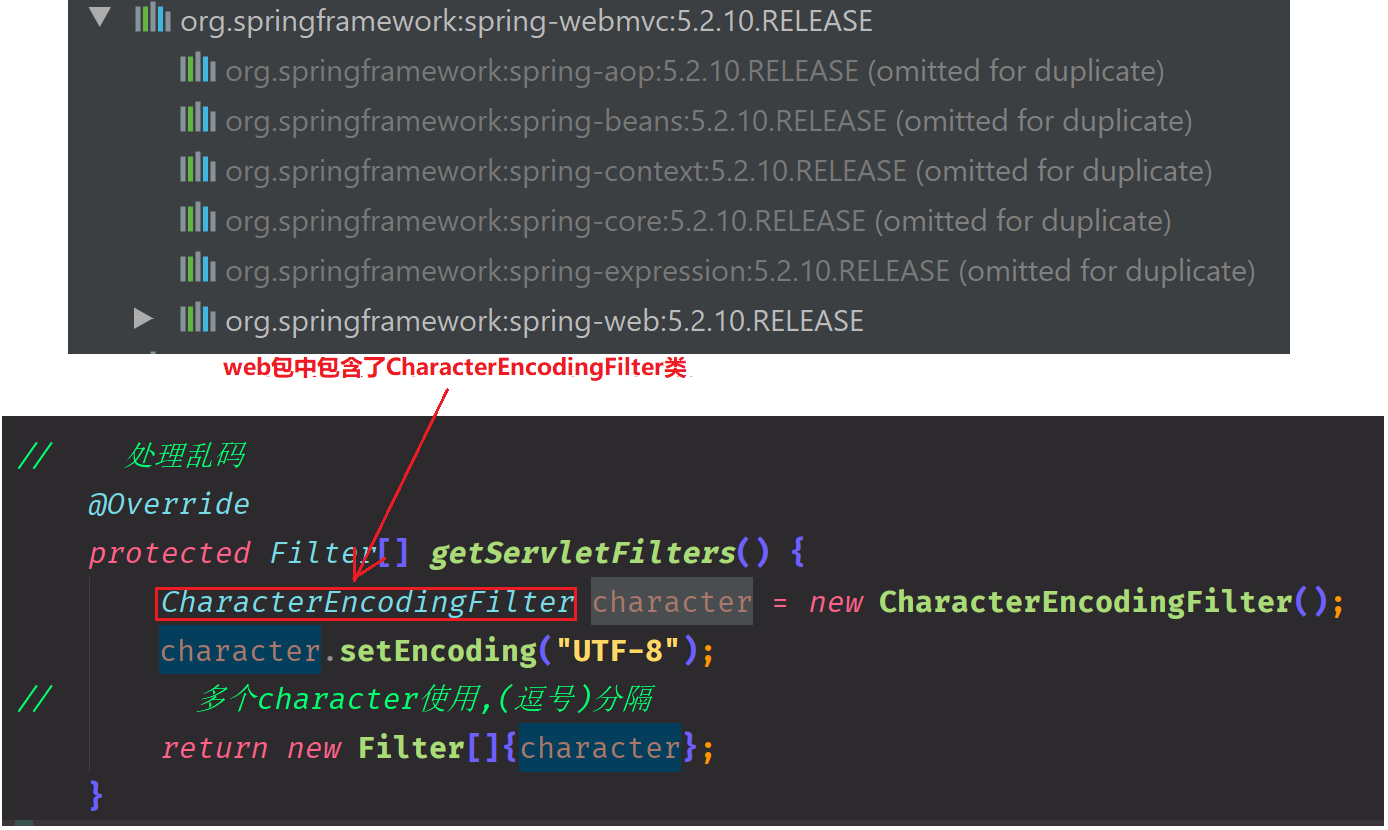 org.springframework:spring-webmvc:5.2.10.RELEASE
org.springframework:spring-aop:5.2.10.RELEASE (omitted for duplicate)
org.springframework:spring-beans:5.2.10.RELEASE (omitted for duplicate)
org.springframework:spring-context:5.2.10.RELEASE (omitted for duplicate)
org.springframework:spring-core:5.2.10.RELEASE (omitted for duplicate)
org.springframework:spring-expression:5.2.10.RELEASE (omitted for duplicate)
org.springframework:spring-web:5.2.10.RELEASE
web包中包含了CharacterEncodingFilter类
// 处理乱码
@Override
protected Filter[] getServletFilters() {
CharacterEncodingFilter character = new CharacterEncodingFilter();
character.setEncoding("UTF-8");
// 多个character使用,(逗号)分隔
return new Filter[]{character};
}